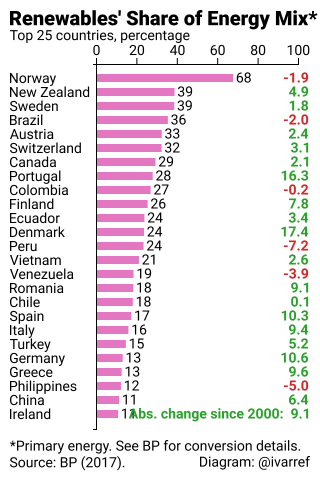 Renewables' Share of Energy Mix*
Top 25 countries, percentage
0 20 40 60 80 100
Norway 68 -1.9
New Zealand 39 4.9
Sweden 39 1.8
Brazil 36 -2.0
Austria 33 2.4
Switzerland 32 3.1
Canada 29 2.1
Portugal 28 16.3
Colombia 27 -0.2
Finland 26 7.8
Ecuador 24 3.4
Denmark 24 17.4
Peru 24 -7.2
Vietnam 21 2.6
Venezuela 19 -3.9
Romania 18 9.1
Chile 18 0.1
Spain 17 10.3
Italy 16 9.4
Turkey 15 5.2
Germany 13 10.6
Greece 13 9.6
Philippines 12 -5.0
China 11 6.4
Ireland 11 Abs. change since 2000: 9.1
*Primary energy. See BP for conversion details.
Source: BP (2017). Diagram: @ivarref